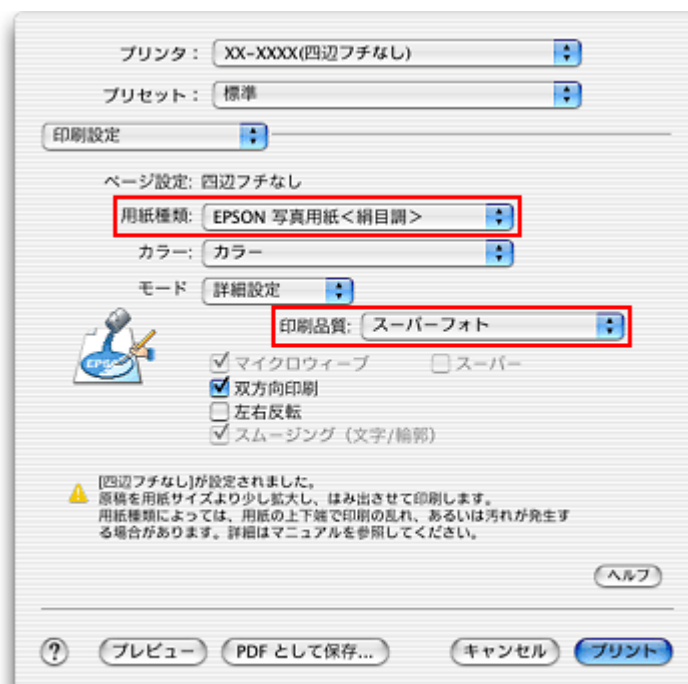 プリンタ： XX-XXXX(四辺フチなし)
プリセット： 標準
印刷設定
ページ設定: 四辺フチなし
用紙種類: EPSON 写真用紙＜絹目調＞
カラー: カラー
モード 詳細設定
印刷品質: スーパーフォト
EPSO
マイクロウィーブ スーパー
双方向印刷
左右反転
スムージング（文字/輪郭）
[四辺フチなし]が設定されました。
原稿を用紙サイズより少し拡大し、はみ出させて印刷します。
用紙種類によっては、用紙の上下端で印刷の乱れ、あるいは汚れが発生す
る場合があります。詳細はマニュアルを参照してください。
ヘルプ
? プレビュー PDF として保存... キャンセル プリント